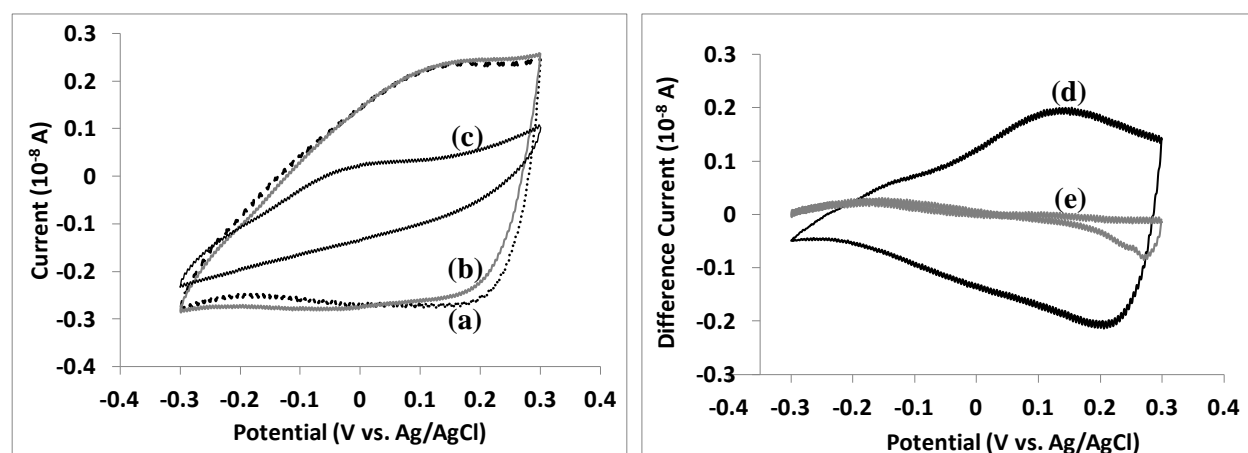 0.3
0.2
0.1
0
-0.1
-0.2
-0.3
-0.4
Current (10⁻⁸ A)
(c)
(b)
(a)
-0.4 -0.3 -0.2 -0.1 0 0.1 0.2 0.3 0.4
Potential (V vs. Ag/AgCl)
0.3
0.2
0.1
0
-0.1
-0.2
-0.3
Difference Current (10⁻⁸ A)
(d)
(e)
-0.4 -0.3 -0.2 -0.1 0 0.1 0.2 0.3 0.4
Potential (V vs. Ag/AgCl)